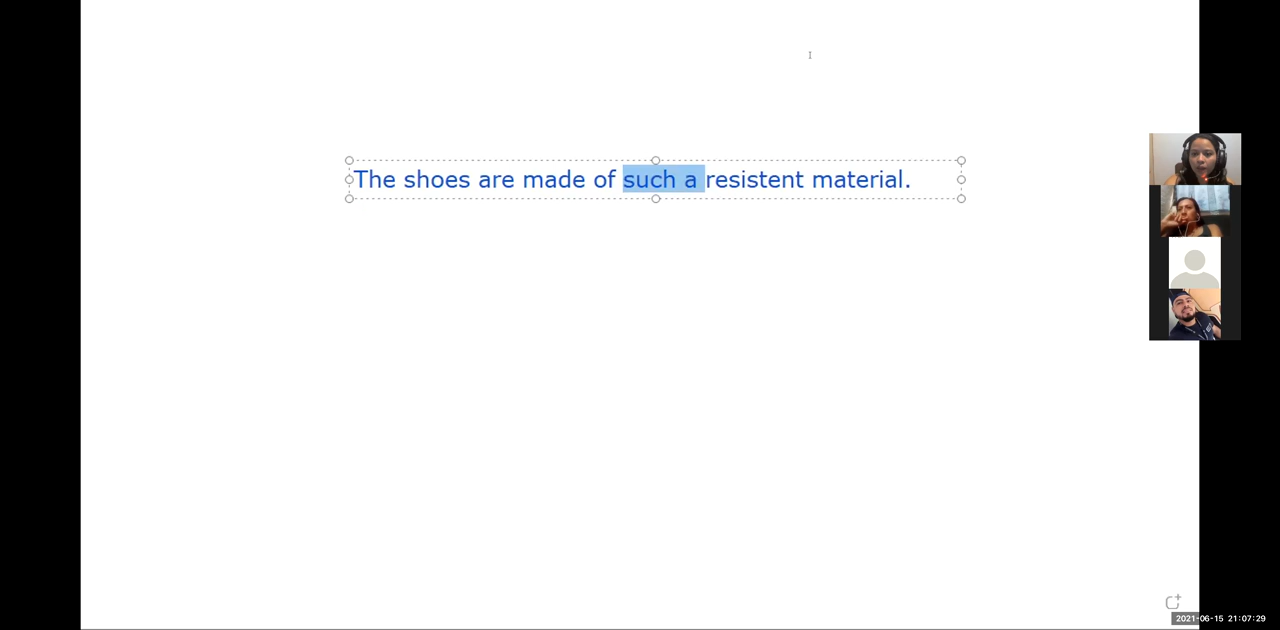 The shoes are made of such a resistent material.
2021-06-15 21:07:29